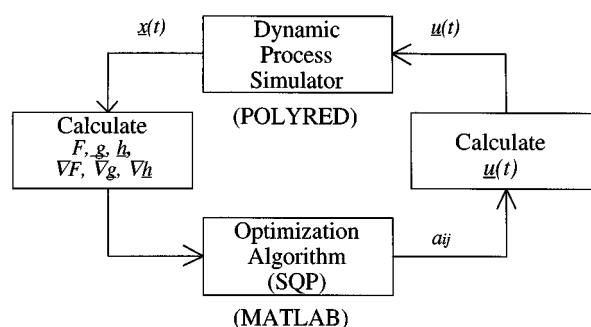 x(t)
Dynamic
Process
Simulator
u(t)
(POLYRED)
Calculate
F, g, h,
∇F, ∇g, ∇h
Calculate
u(t)
Optimization
Algorithm
(SQP)
aij
(MATLAB)